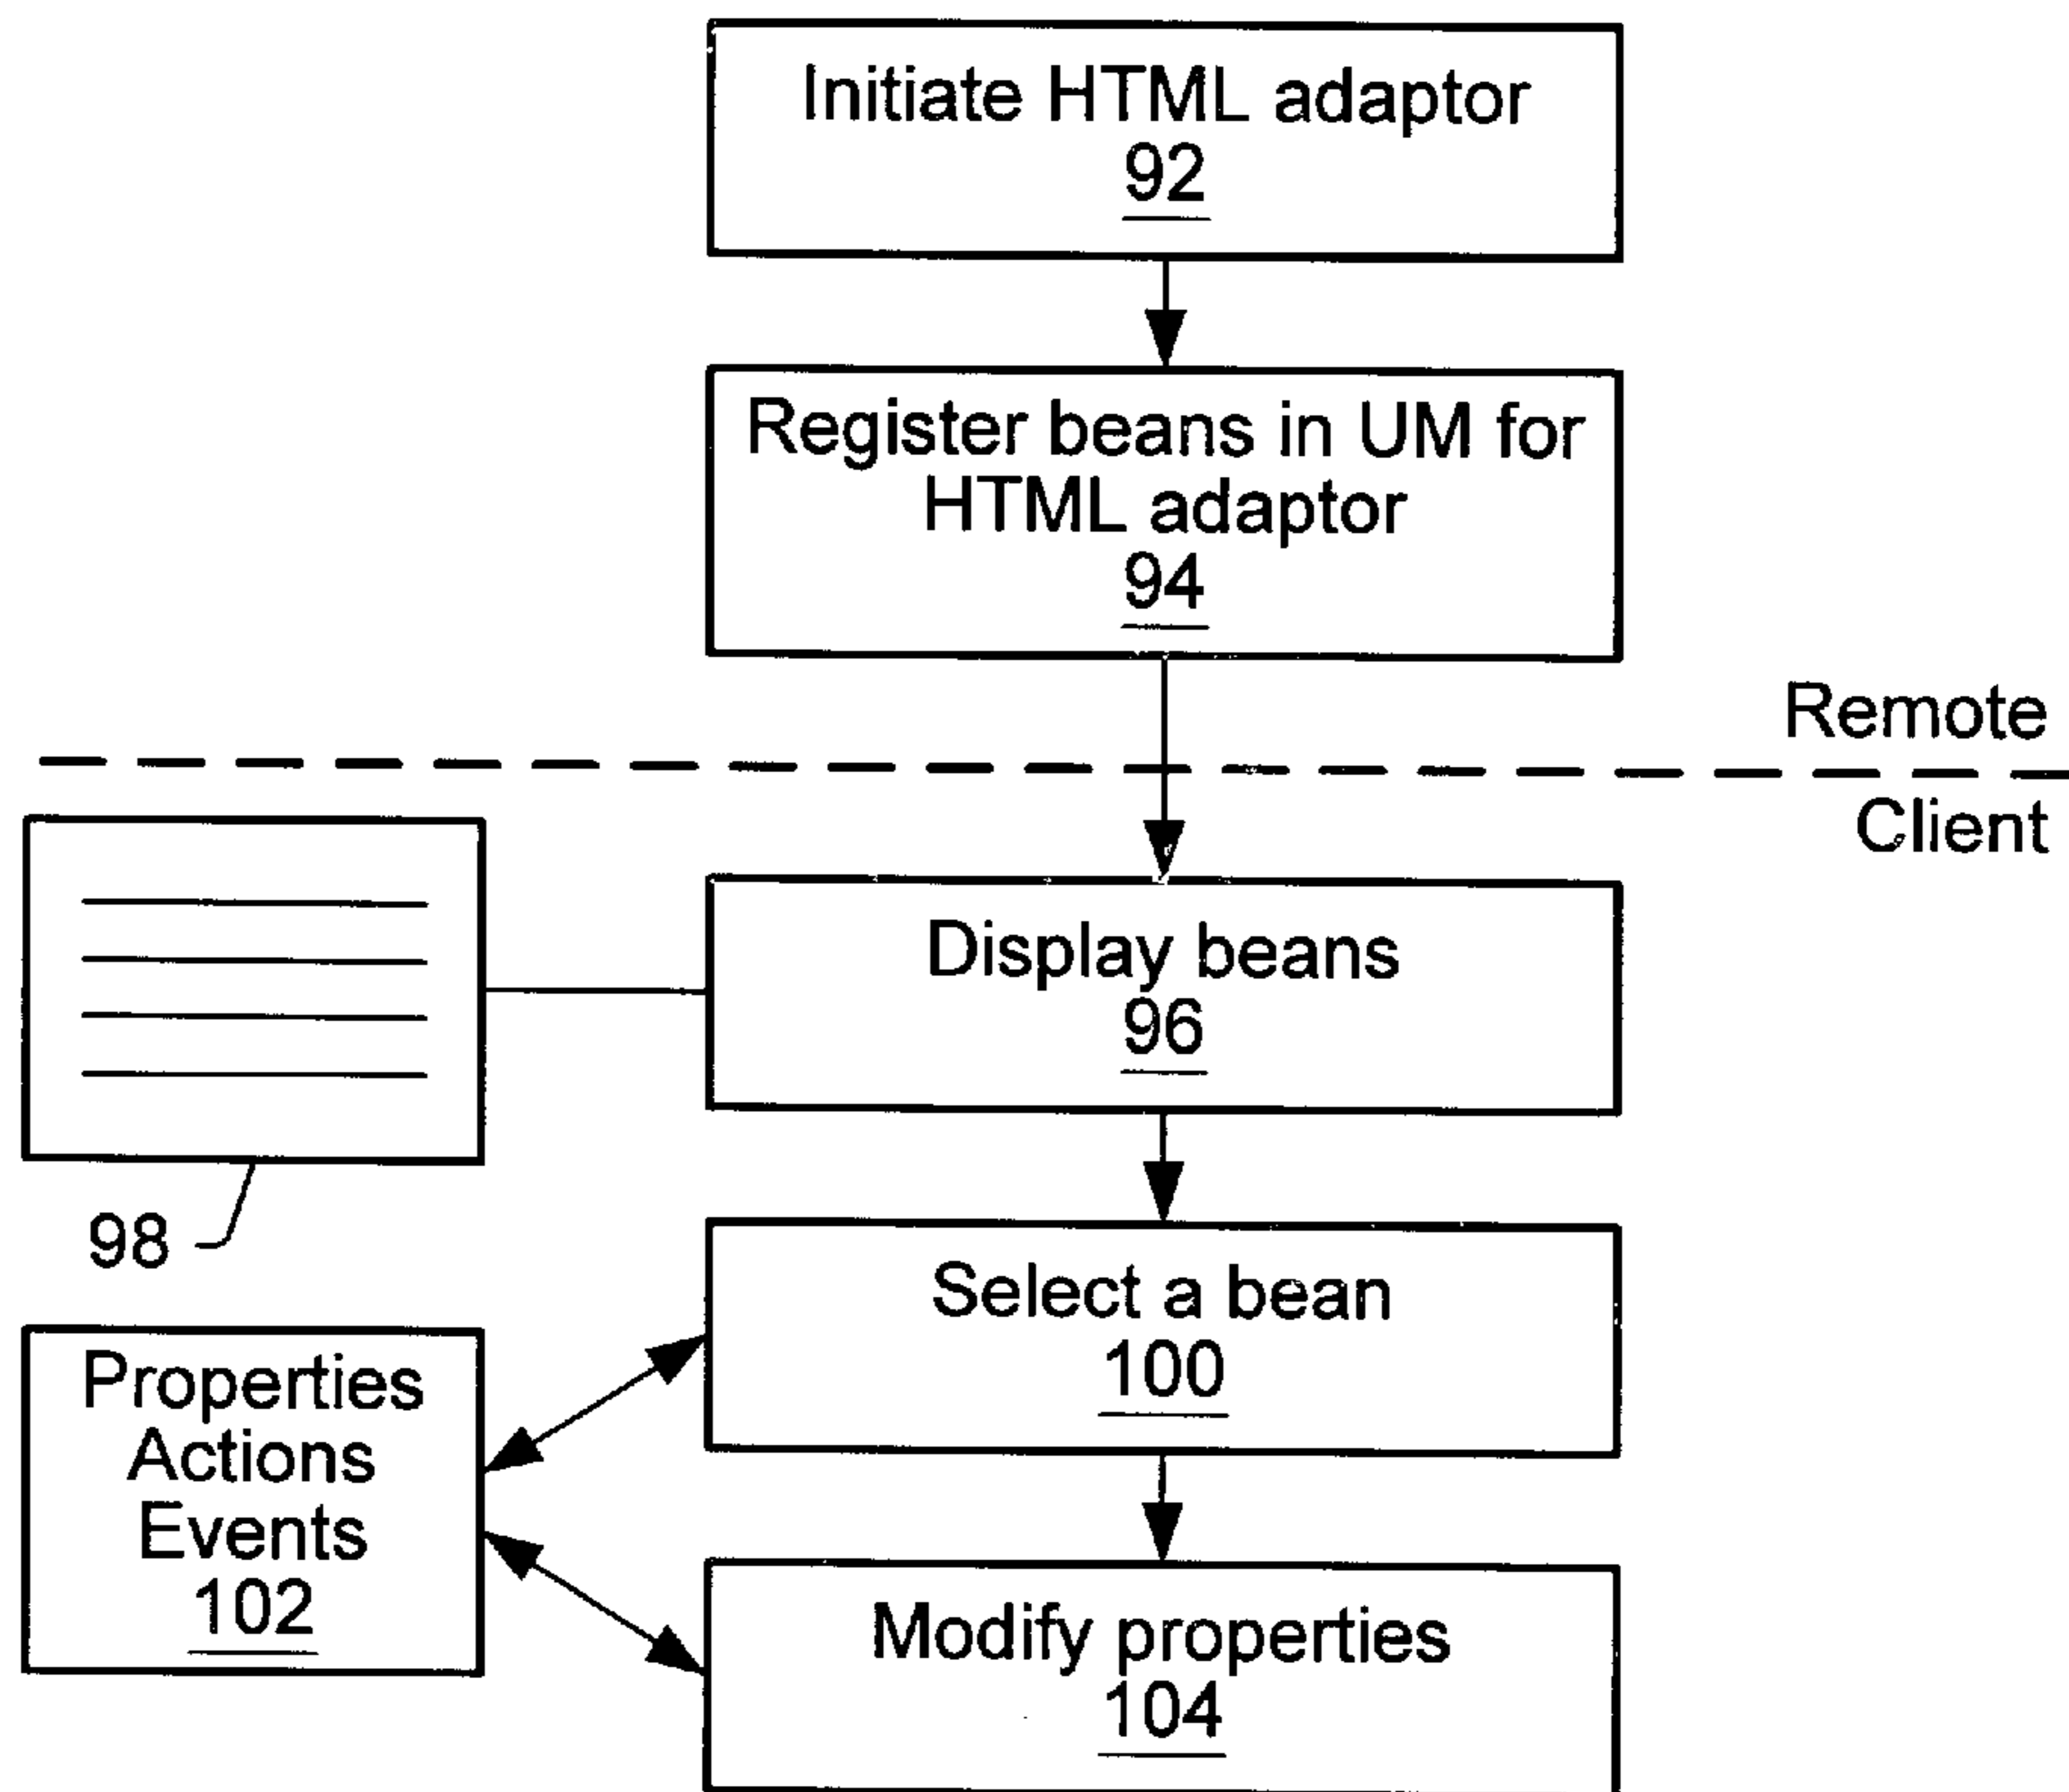 Initiate HTML adaptor
92
Register beans in UM for
HTML adaptor
94
Remote
Client
Display beans
96
98
Select a bean
100
Properties
Actions
Events
102
Modify properties
104